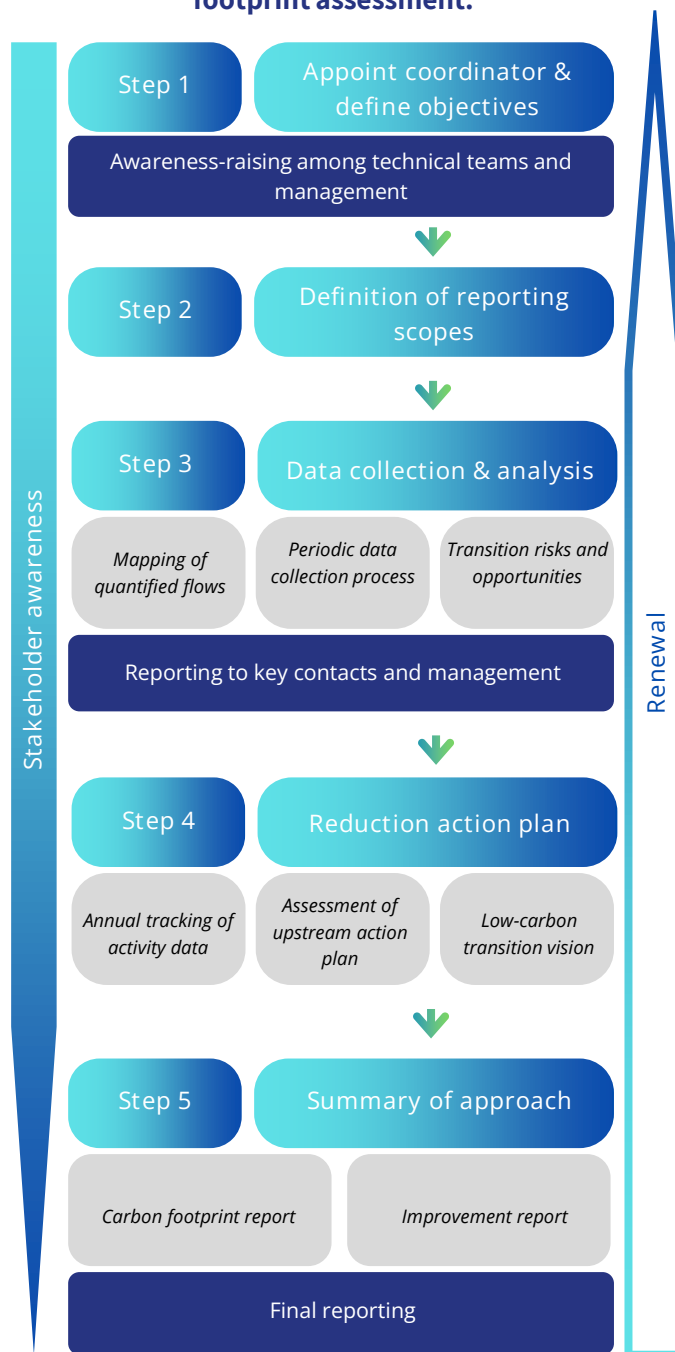 footprint assessment.
Step 1
Appoint coordinator &
define objectives
Awareness-raising among technical teams and
management
Step 2
Definition of reporting
scopes
Step 3
Data collection & analysis
Mapping of
quantified flows
Periodic data
collection process
Transition risks and
opportunities
Reporting to key contacts and management
Step 4
Reduction action plan
Annual tracking of
activity data
Assessment of
upstream action
plan
Low-carbon
transition vision
Step 5
Summary of approach
Carbon footprint report
Improvement report
Final reporting
Stakeholder awareness
Renewal